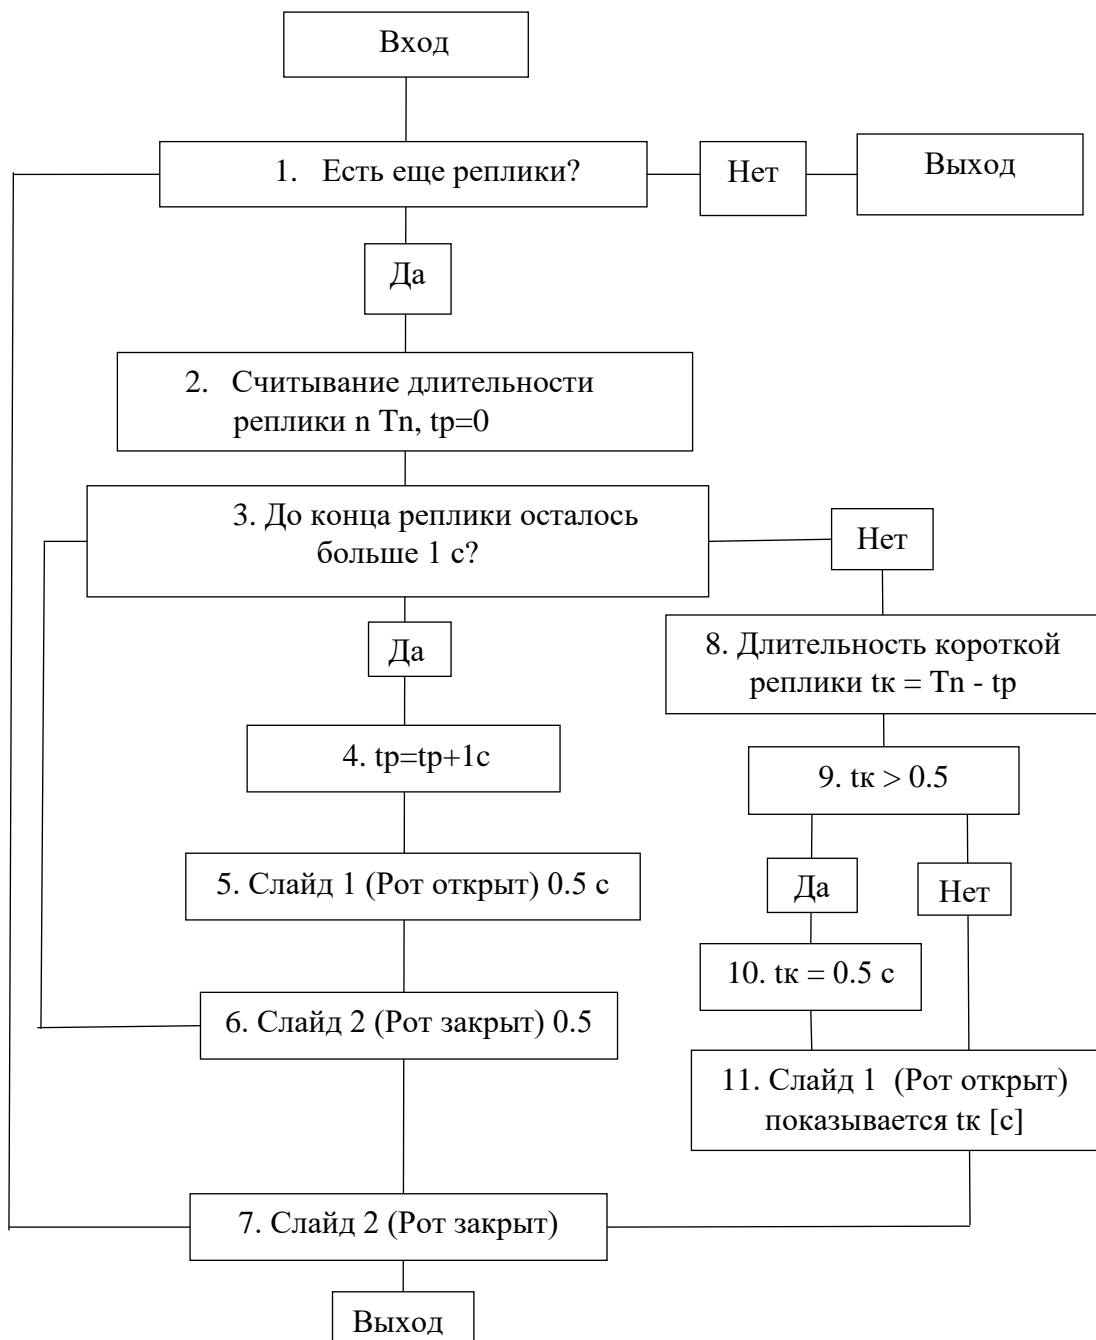 Вход
1. Есть еще реплики?
Нет
Выход
Да
2. Считывание длительности
реплики n Tn, tp=0
3. До конца реплики осталось
больше 1 с?
Нет
Да
8. Длительность короткой
реплики tк = Tn - tp
4. tp=tp+1с
9. tк > 0.5
5. Слайд 1 (Рот открыт) 0.5 с
Да
Нет
10. tк = 0.5 с
6. Слайд 2 (Рот закрыт) 0.5
11. Слайд 1 (Рот открыт)
показывается tк [с]
7. Слайд 2 (Рот закрыт)
Выход